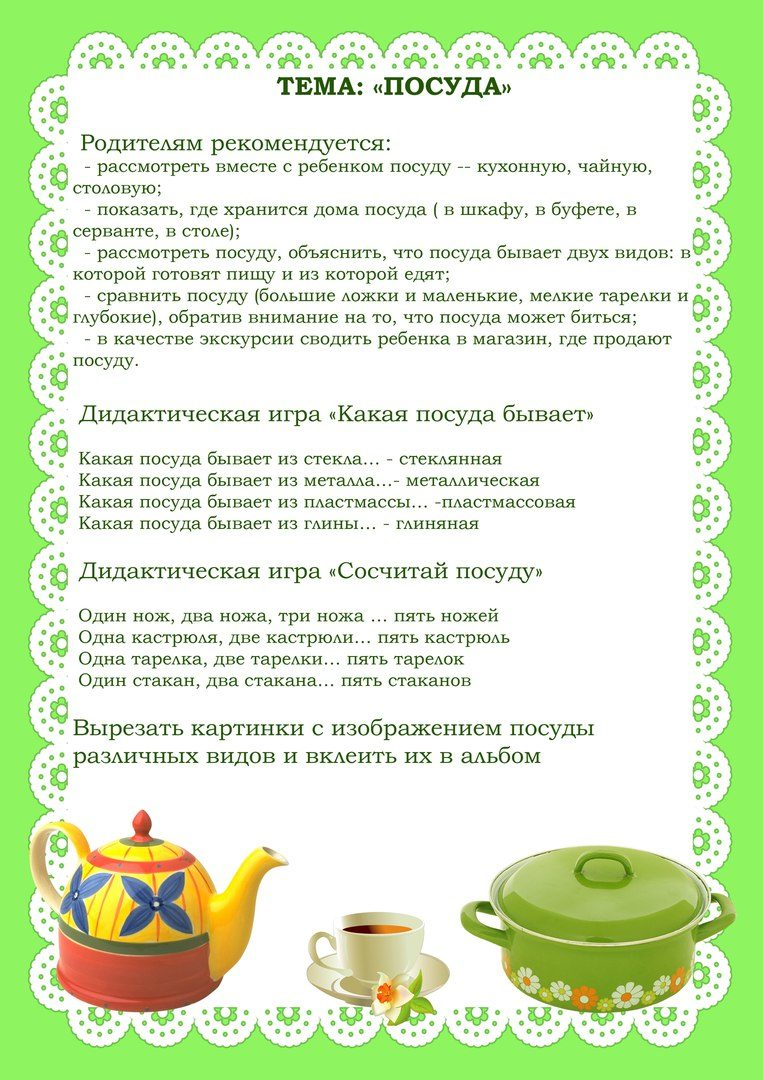 ТЕМА: «ПОСУДА»
Родителям рекомендуется:
- рассмотреть вместе с ребенком посуду -- кухонную, чайную,
столовую;
- показать, где хранится дома посуда ( в шкафу, в буфете, в
серванте, в столе);
- рассмотреть посуду, объяснить, что посуда бывает двух видов: в
которой готовят пищу и из которой едят;
- сравнить посуду (большие ложки и маленькие, мелкие тарелки и
глубокие), обратив внимание на то, что посуда может биться;
- в качестве экскурсии сводить ребенка в магазин, где продают
посуду.
Дидактическая игра «Какая посуда бывает»
Какая посуда бывает из стекла... - стеклянная
Какая посуда бывает из металла...- металлическая
Какая посуда бывает из пластмассы... -пластмассовая
Какая посуда бывает из глины... - глиняная
Дидактическая игра «Сосчитай посуду»
Один нож, два ножа, три ножа ... пять ножей
Одна кастрюля, две кастрюли... пять кастрюль
Одна тарелка, две тарелки... пять тарелок
Один стакан, два стакана... пять стаканов
Вырезать картинки с изображением посуды
различных видов и вклеить их в альбом